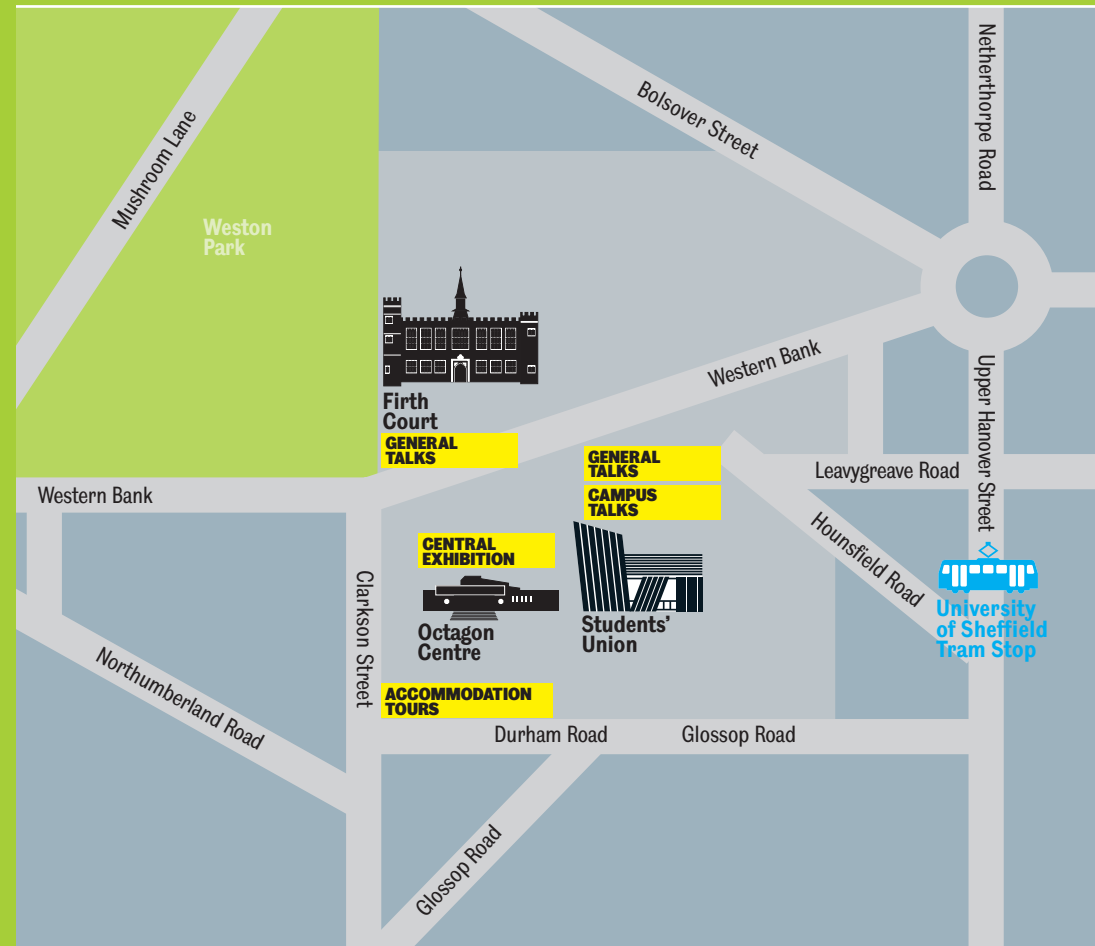 Netherthorpe Road
Bolsover Street
Mushroom Lane
Weston
Park
Western Bank
Upper Hanover Street
Firth
Court
GENERAL
TALKS
GENERAL
TALKS
CAMPUS
TALKS
Leavygreave Road
Western Bank
Hounsfield Road
CENTRAL
EXHIBITION
Octagon
Centre
Students'
Union
University
of Sheffield
Tram Stop
Clarkson Street
Northumberland Road
ACCOMMODATION
TOURS
Durham Road
Glossop Road
Glossop Road